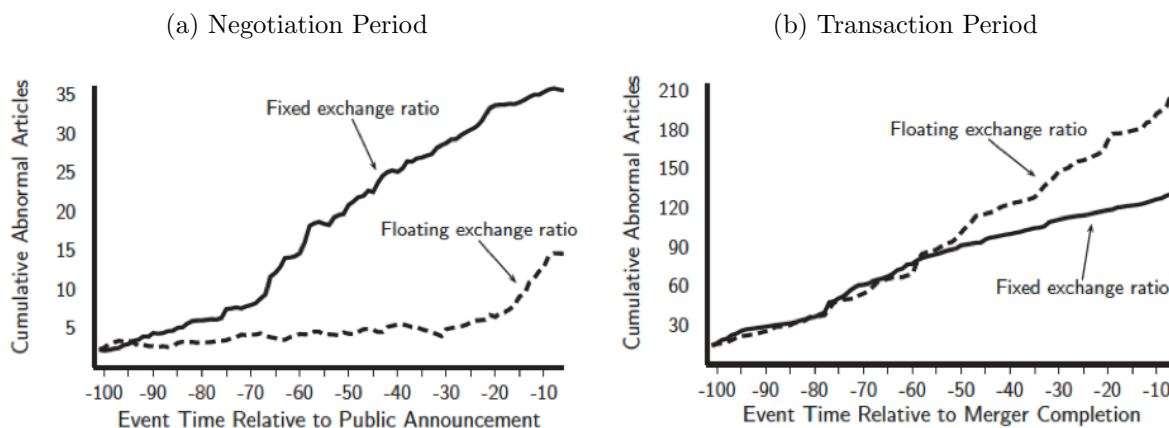 (a) Negotiation Period
Cumulative Abnormal Articles
35
30
25
20
15
10
5
Fixed exchange ratio
Floating exchange ratio
-100 -90 -80 -70 -60 -50 -40 -30 -20 -10
Event Time Relative to Public Announcement
(b) Transaction Period
Cumulative Abnormal Articles
210
180
150
120
90
60
30
Floating exchange ratio
Fixed exchange ratio
-100 -90 -80 -70 -60 -50 -40 -30 -20 -10
Event Time Relative to Merger Completion